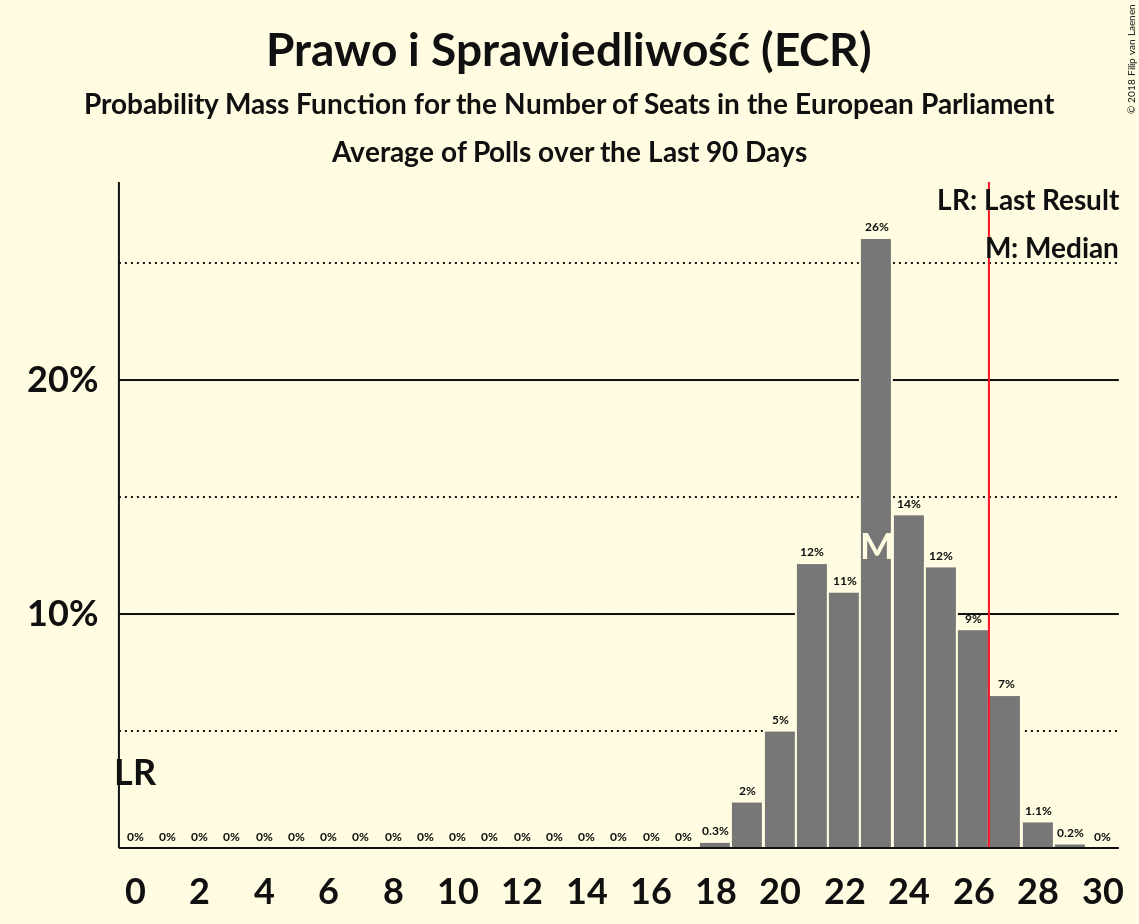 Prawo i Sprawiedliwość (ECR)
Probability Mass Function for the Number of Seats in the European Parliament
Average of Polls over the Last 90 Days
© 2018 Filip van Laenen
LR: Last Result
M: Median
26%
20%
14%
M
12%
11%
12%
10%
9%
7%
5%
LR
2%
1.1%
0% 0% 0% 0% 0% 0% 0% 0% 0% 0% 0% 0% 0% 0% 0% 0% 0% 0% 0.3% 0.2% 0%
0 2 4 6 8 10 12 14 16 18 20 22 24 26 28 30